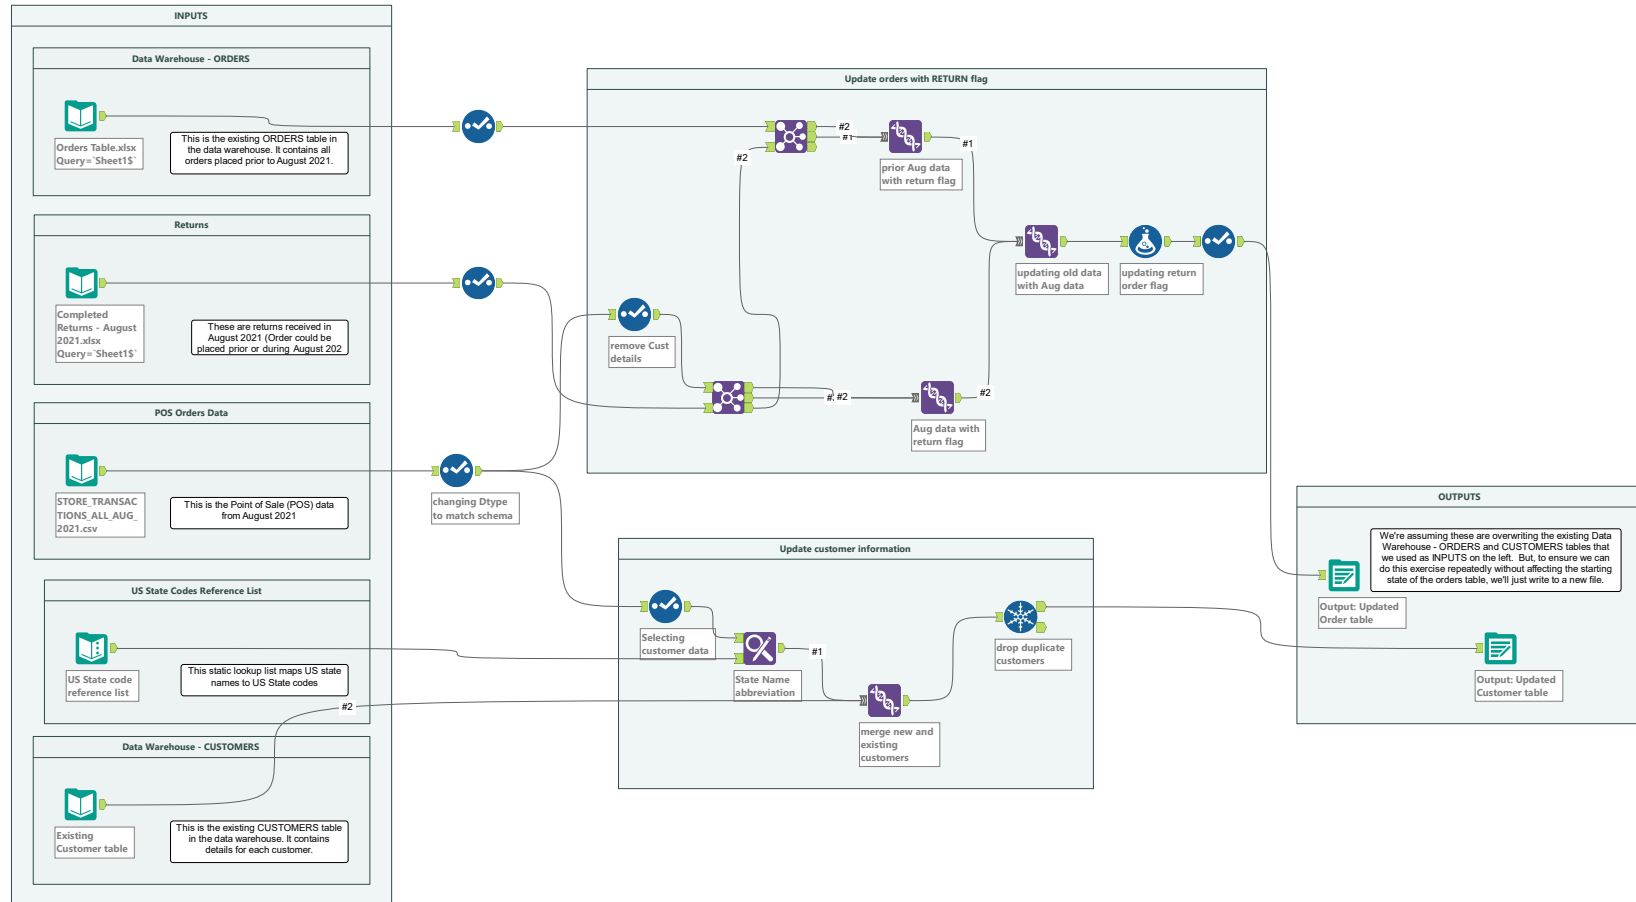 INPUTS
Data Warehouse - ORDERS
Orders Table.xlsx
Query=`Sheet1$`
This is the existing ORDERS table in
the data warehouse. It contains all
orders placed prior to August 2021.
Returns
Completed
Returns - August
2021.xlsx
Query=`Sheet1$`
These are returns received in
August 2021 (Order could be
placed prior or during August 202
POS Orders Data
STORE_TRANSAC
TIONS_ALL_AUG_
2021.csv
This is the Point of Sale (POS) data
from August 2021
changing Dtype
to match schema
US State Codes Reference List
US State code
reference list
This static lookup list maps US state
names to US State codes
#2
Data Warehouse - CUSTOMERS
Existing
Customer table
This is the existing CUSTOMERS table
in the data warehouse. It contains
details for each customer.
Update orders with RETURN flag
#2
#1
#2
prior Aug data
with return flag
#1
updating old data
with Aug data
updating return
order flag
remove Cust
details
#2
Aug data with
return flag
#2
Update customer information
Selecting
customer data
State Name
abbreviation
#1
merge new and
existing
customers
drop duplicate
customers
OUTPUTS
We're assuming these are overwriting the existing Data
Warehouse - ORDERS and CUSTOMERS tables that
we used as INPUTS on the left. But, to ensure we can
do this exercise repeatedly without affecting the starting
state of the orders table, we'll just write to a new file.
Output: Updated
Order table
Output: Updated
Customer table